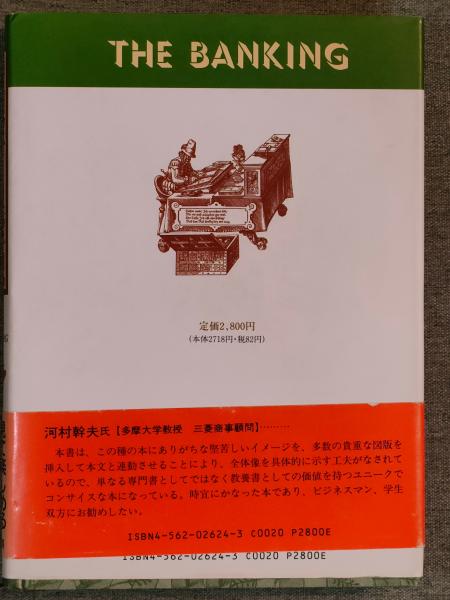 THE BANKING
定価2,800円
(本体2718円・税82円)
河村幹夫氏【多摩大学教授　三菱商事顧問】………
本書は、この種の本にありがちな堅苦しいイメージを、多数の貴重な図版を
挿入して本文と連動させることにより、全体像を具体的に示す工夫がなされて
いるので、単なる専門書としてではなく教養書としての価値を持つユニークで
コンサイスな本になっている。時宜にかなった本であり、ビジネスマン、学生
双方にお勧めしたい。
ISBN4-562-02624-3 C0020 P2800E
ISBN4-562-02624-3 C0020 P2800E